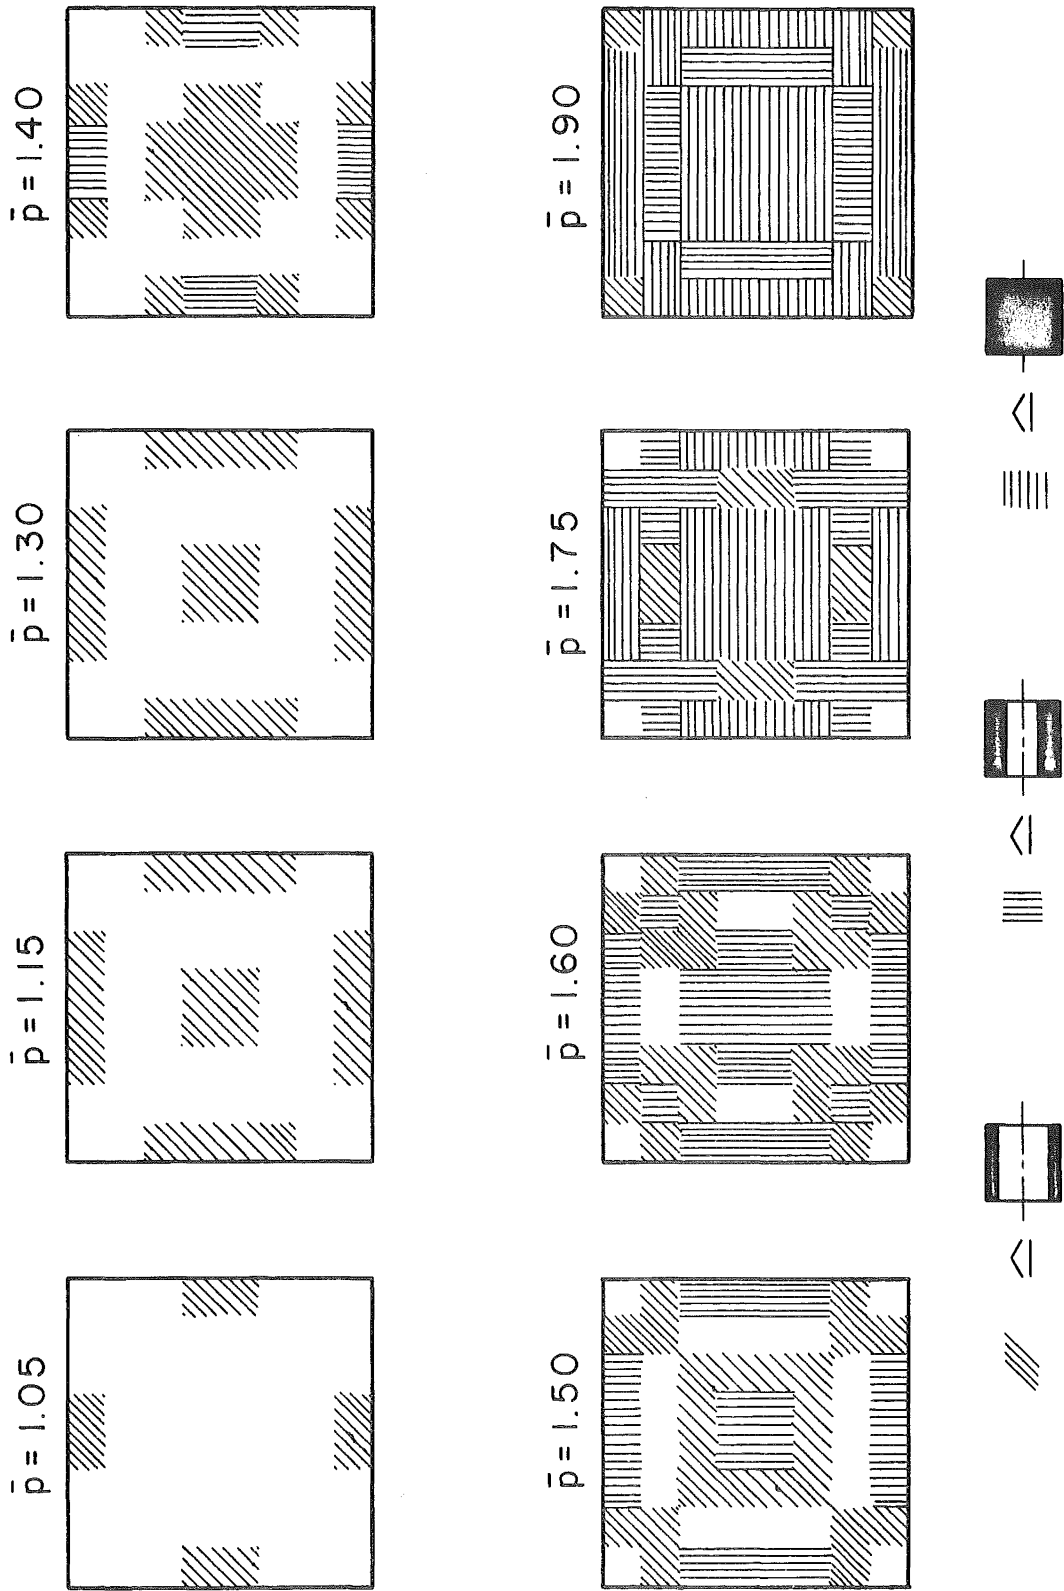 p̄ = 1.05
p̄ = 1.15
p̄ = 1.30
p̄ = 1.40
p̄ = 1.50
p̄ = 1.60
p̄ = 1.75
p̄ = 1.90